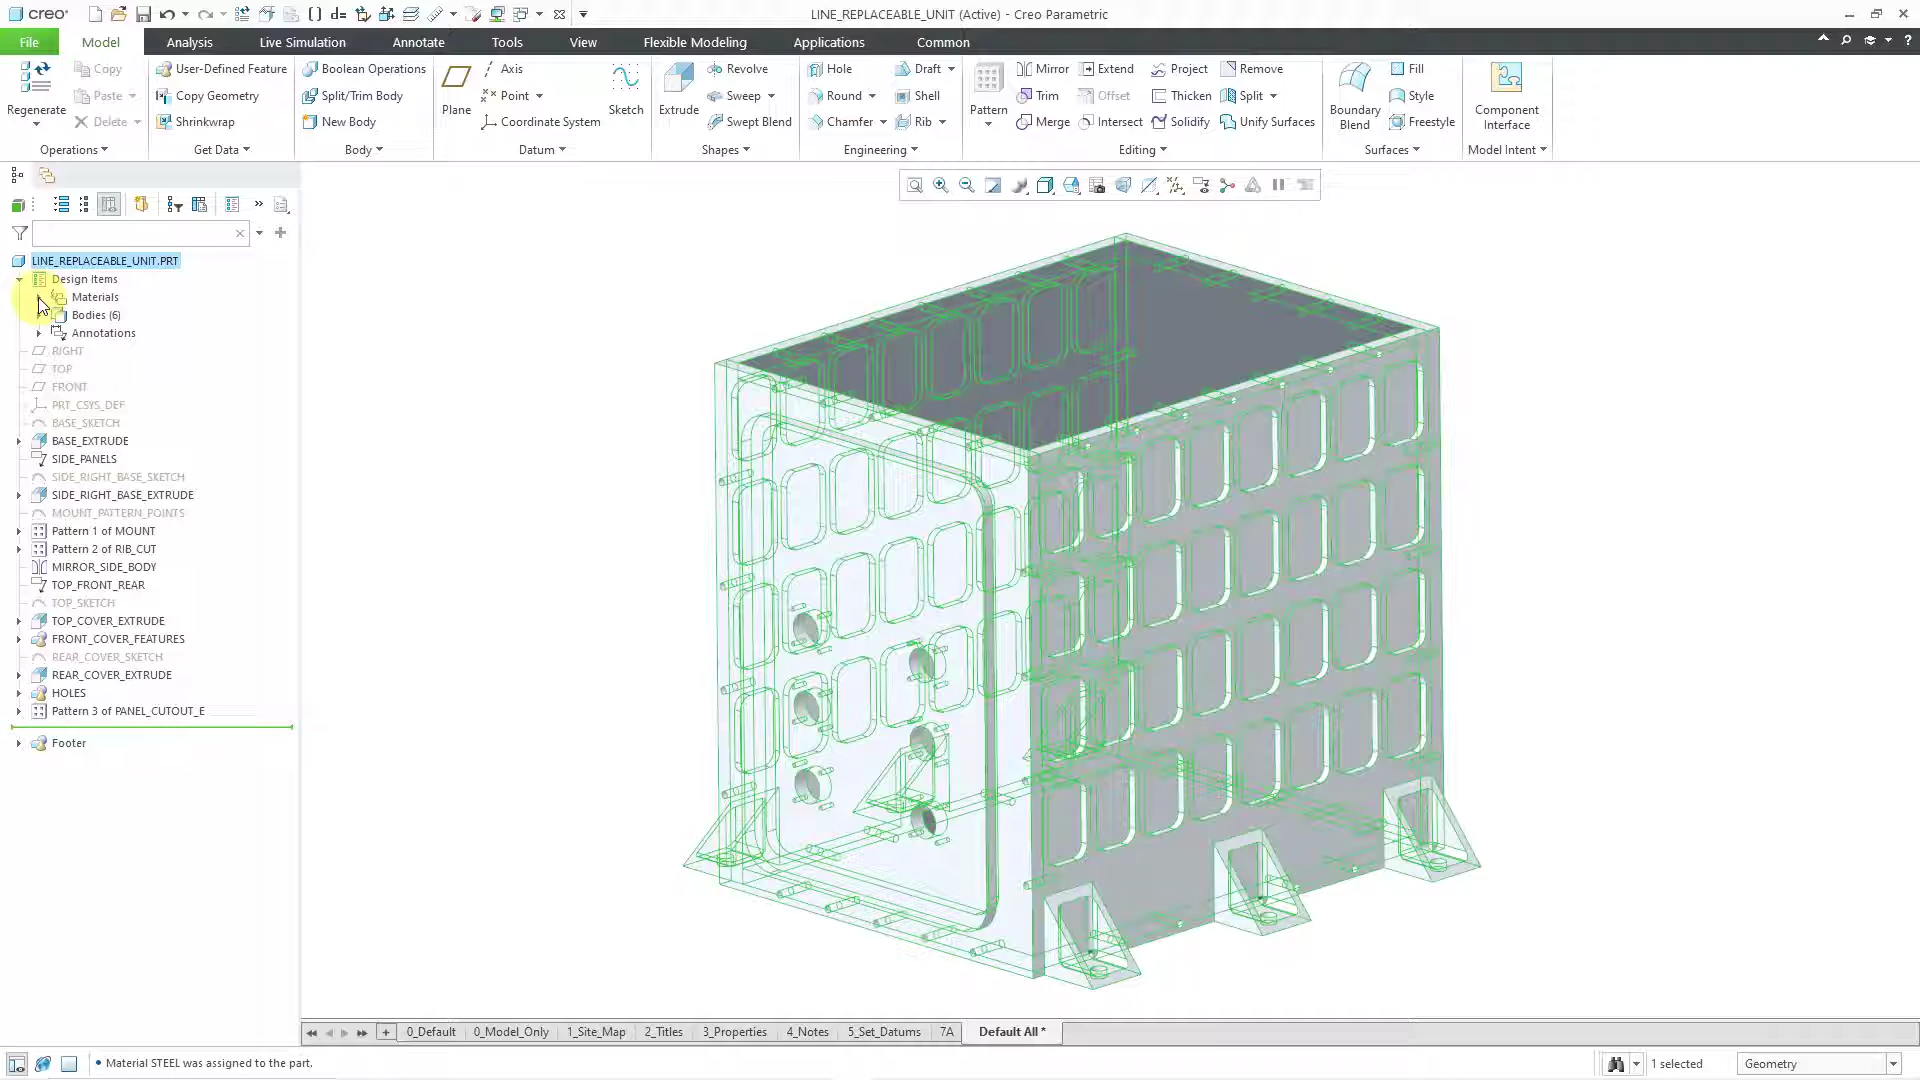 creo
LINE_REPLACEABLE_UNIT (Active) - Creo Parametric
File
Model
Analysis
Live Simulation
Annotate
Tools
View
Flexible Modeling
Applications
Common
Regenerate
Copy
Paste
Delete
Operations
User-Defined Feature
Copy Geometry
Shrinkwrap
Get Data
Boolean Operations
Split/Trim Body
New Body
Body
Plane
Axis
Point
Coordinate System
Sketch
Datum
Extrude
Revolve
Sweep
Swept Blend
Shapes
Hole
Round
Chamfer
Draft
Shell
Rib
Engineering
Pattern
Mirror
Trim
Merge
Extend
Offset
Intersect
Project
Thicken
Solidify
Remove
Split
Unify Surfaces
Editing
Boundary
Blend
Fill
Style
Freestyle
Surfaces
Component
Interface
Model Intent
LINE_REPLACEABLE_UNIT.PRT
Design Items
Materials
Bodies (6)
Annotations
RIGHT
TOP
FRONT
PRT_CSYS_DEF
BASE_SKETCH
BASE_EXTRUDE
SIDE_PANELS
SIDE_RIGHT_BASE_SKETCH
SIDE_RIGHT_BASE_EXTRUDE
MOUNT_PATTERN_POINTS
Pattern 1 of MOUNT
Pattern 2 of RIB_CUT
MIRROR_SIDE_BODY
TOP_FRONT_REAR
TOP_SKETCH
TOP_COVER_EXTRUDE
FRONT_COVER_FEATURES
REAR_COVER_SKETCH
REAR_COVER_EXTRUDE
HOLES
Pattern 3 of PANEL_CUTOUT_E
Footer
0_Default
0_Model_Only
1_Site_Map
2_Titles
3_Properties
4_Notes
5_Set_Datums
7A
Default All *
• Material STEEL was assigned to the part.
1 selected
Geometry